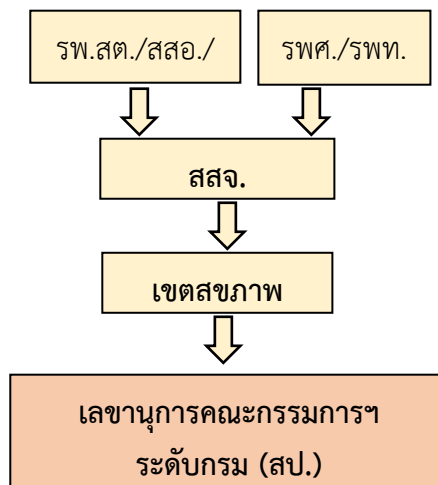 รพ.สต./สสอ./
รพศ./รพท.
สสจ.
เขตสขภาพ
เลขานุการคณะกรรมการฯ
ระดับกรม (สป.)